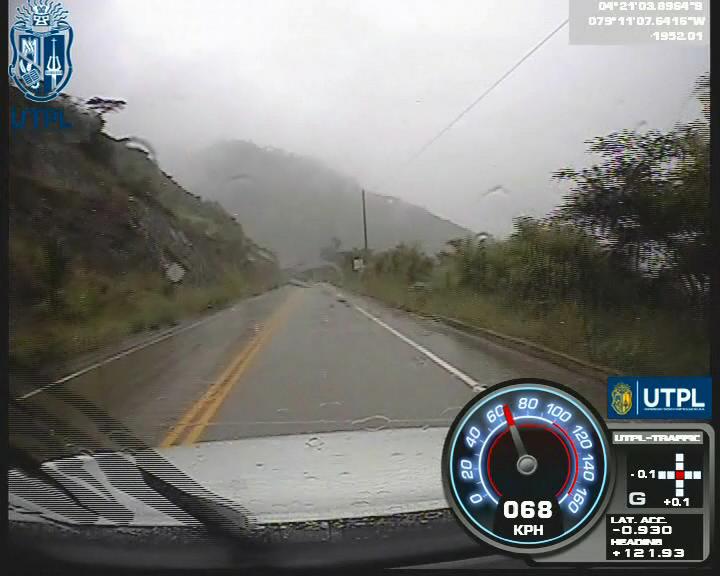 UTPL
04°21'03.8964"S
079°11'07.6416"W
1952.01
UTPL
UTPL-TRAFFIC
-0.1
G
+0.1
LAT. ACC.
-0.930
HEADING
+121.93
0
20
40
60
80
100
120
140
160
068
KPH